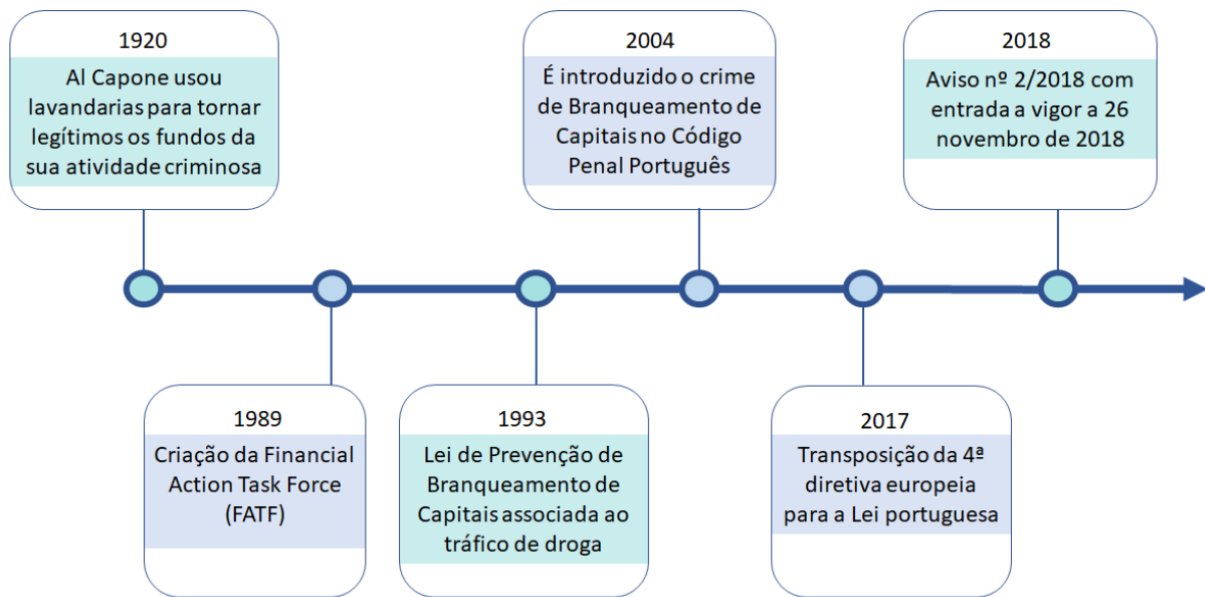 1920
Al Capone usou
lavandarias para tornar
legítimos os fundos da
sua atividade criminosa
2004
É introduzido o crime
de Branqueamento de
Capitais no Código
Penal Português
2018
Aviso nº 2/2018 com
entrada a vigor a 26
novembro de 2018
1989
Criação da Financial
Action Task Force
(FATF)
1993
Lei de Prevenção de
Branqueamento de
Capitais associada ao
tráfico de droga
2017
Transposição da 4ª
diretiva europeia
para a Lei portuguesa